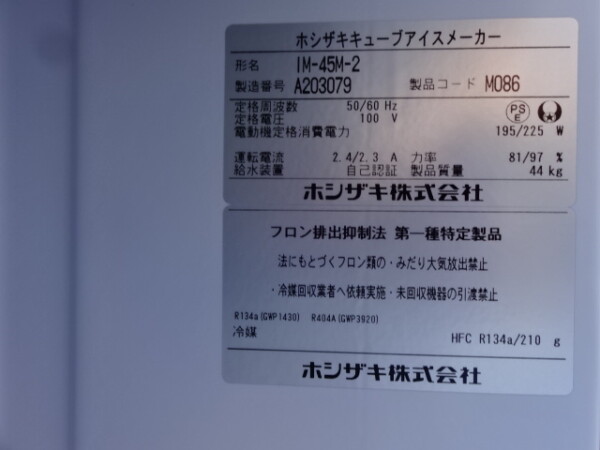 ホシザキキューブアイスメーカー
形名 IM-45M-2
製造番号 A203079 製品コード M086
定格周波数 50/60 Hz
定格電圧 100 V
電動機定格消費電力 195/225 W
PS
E
運転電流 2.4/2.3 A 力率 81/97 %
給水装置 自己認証 製品質量 44 kg
ホシザキ株式会社
フロン排出抑制法 第一種特定製品
法にもとづくフロン類の・みだり大気放出禁止
・冷媒回収業者へ依頼実施・未回収機器の引渡禁止
R134a(GWP1430) R404A(GWP3920)
冷媒 HFC R134a/210 g
ホシザキ株式会社